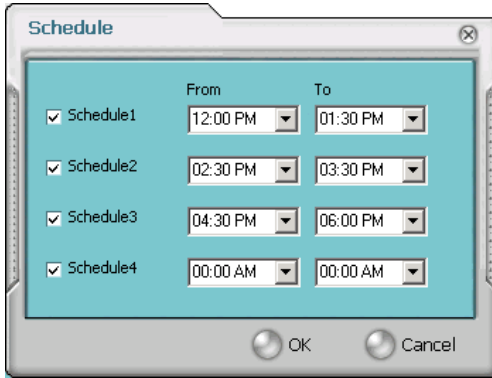 Schedule
From To
Schedule1 12:00 PM 01:30 PM
Schedule2 02:30 PM 03:30 PM
Schedule3 04:30 PM 06:00 PM
Schedule4 00:00 AM 00:00 AM
OK Cancel